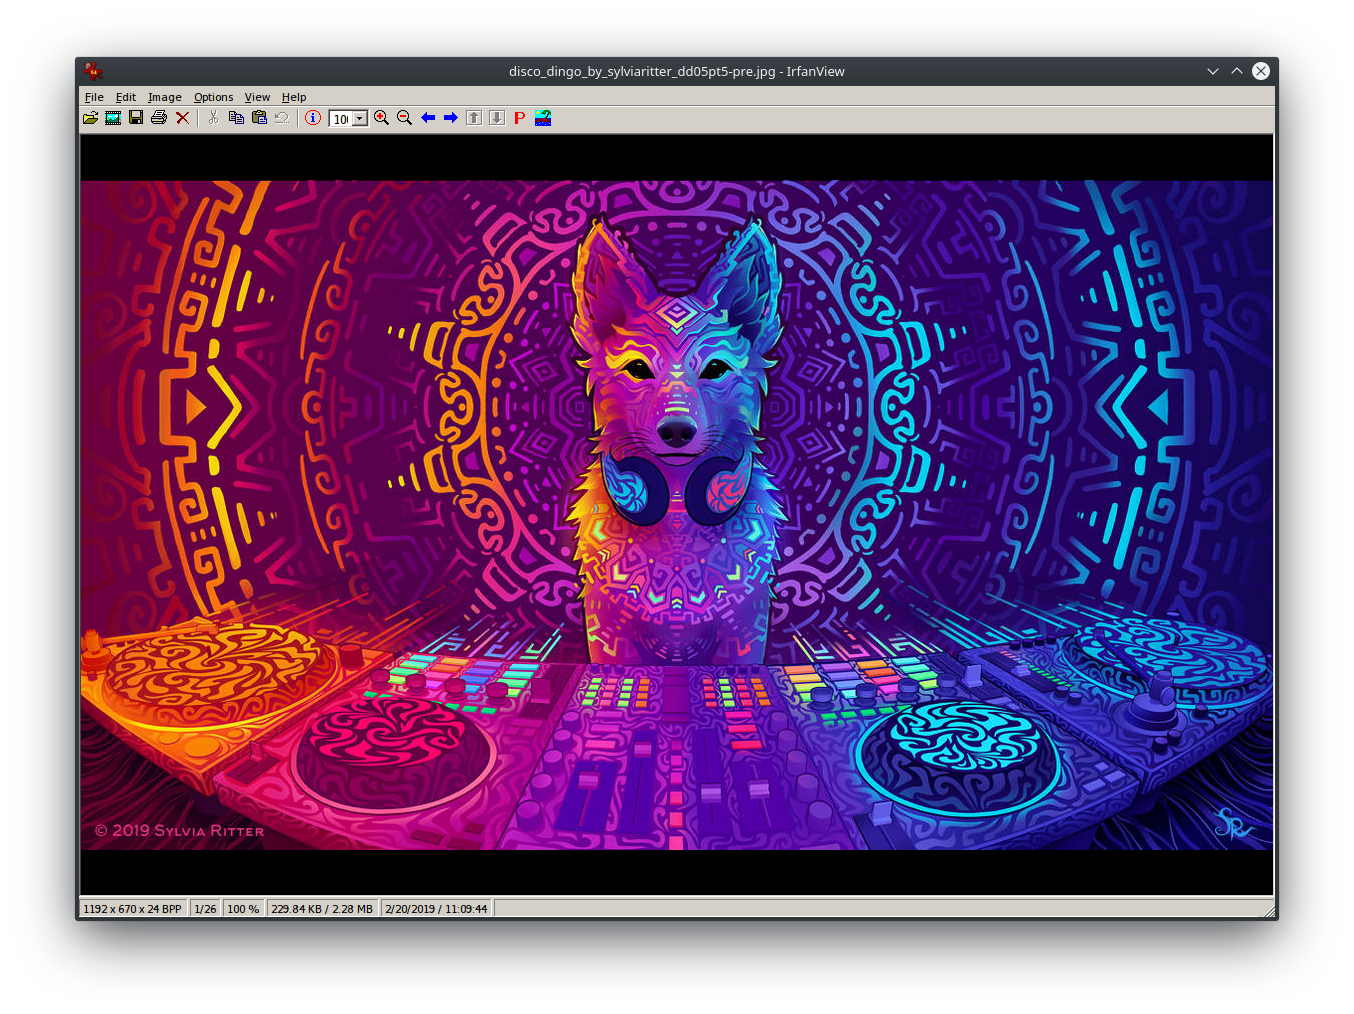 disco_dingo_by_sylviaritter_dd05pt5-pre.jpg - IrfanView
File Edit Image Options View Help
© 2019 SYLVIA RITTER
SR
1192 x 670 x 24 BPP 1/26 100 % 229.84 KB / 2.28 MB 2/20/2019 / 11:09:44